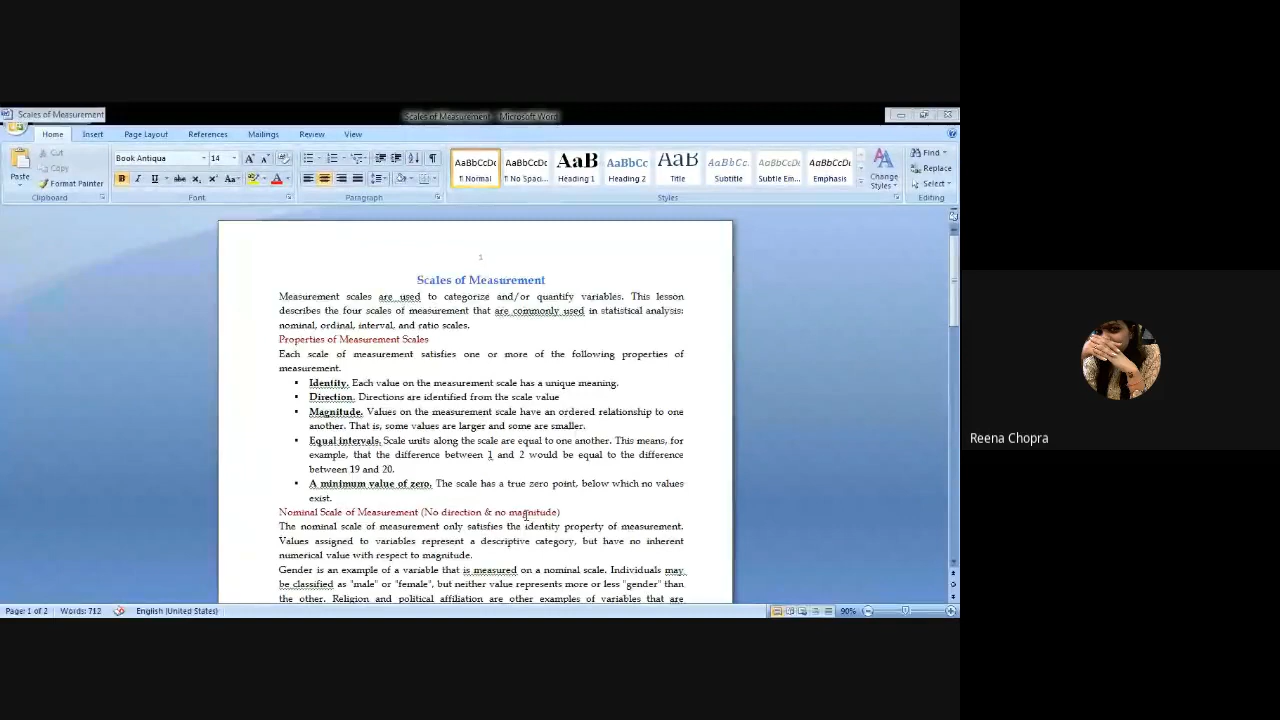 Scales of Measurement
Scales of Measurement - Microsoft Word
Home Insert Page Layout References Mailings Review View
Paste
Cut
Copy
Format Painter
Clipboard
Book Antiqua 14
Font
Paragraph
AaBbCcDc AaBbCcDc AaB AaBbCc AaB AaBbCc. AaBbCcDc AaBbCcDc
¶ Normal ¶ No Spaci... Heading 1 Heading 2 Title Subtitle Subtle Em... Emphasis
Change Styles
Styles
Find
Replace
Select
Editing
1
Scales of Measurement
Measurement scales are used to categorize and/or quantify variables. This lesson
describes the four scales of measurement that are commonly used in statistical analysis:
nominal, ordinal, interval, and ratio scales.
Properties of Measurement Scales
Each scale of measurement satisfies one or more of the following properties of
measurement.
▪ Identity. Each value on the measurement scale has a unique meaning.
▪ Direction. Directions are identified from the scale value
▪ Magnitude. Values on the measurement scale have an ordered relationship to one
another. That is, some values are larger and some are smaller.
▪ Equal intervals. Scale units along the scale are equal to one another. This means, for
example, that the difference between 1 and 2 would be equal to the difference
between 19 and 20.
▪ A minimum value of zero. The scale has a true zero point, below which no values
exist.
Nominal Scale of Measurement (No direction & no magnitude)
The nominal scale of measurement only satisfies the identity property of measurement.
Values assigned to variables represent a descriptive category, but have no inherent
numerical value with respect to magnitude.
Gender is an example of a variable that is measured on a nominal scale. Individuals may
be classified as "male" or "female", but neither value represents more or less "gender" than
the other. Religion and political affiliation are other examples of variables that are
Page: 1 of 2 Words: 712 English (United States) 90%
Reena Chopra